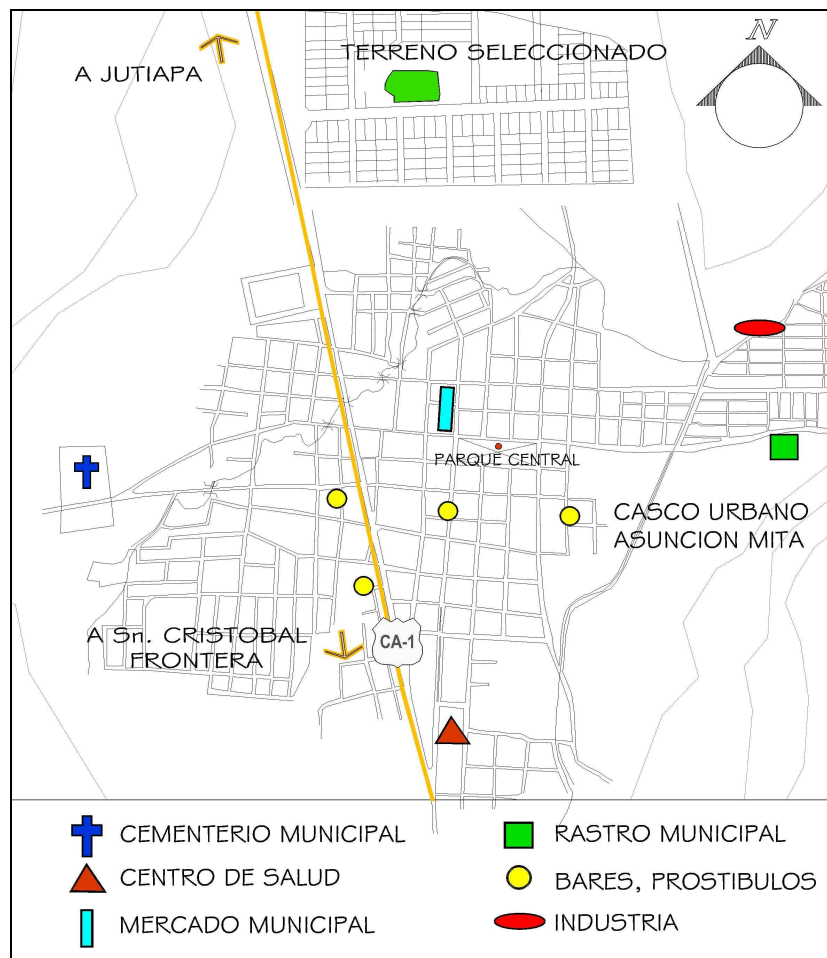 N
TERRENO SELECCIONADO
A JUTIAPA
PARQUE CENTRAL
CASCO URBANO
ASUNCION MITA
A Sn. CRISTOBAL
FRONTERA
CA-1
CEMENTERIO MUNICIPAL
RASTRO MUNICIPAL
CENTRO DE SALUD
BARES, PROSTIBULOS
MERCADO MUNICIPAL
INDUSTRIA